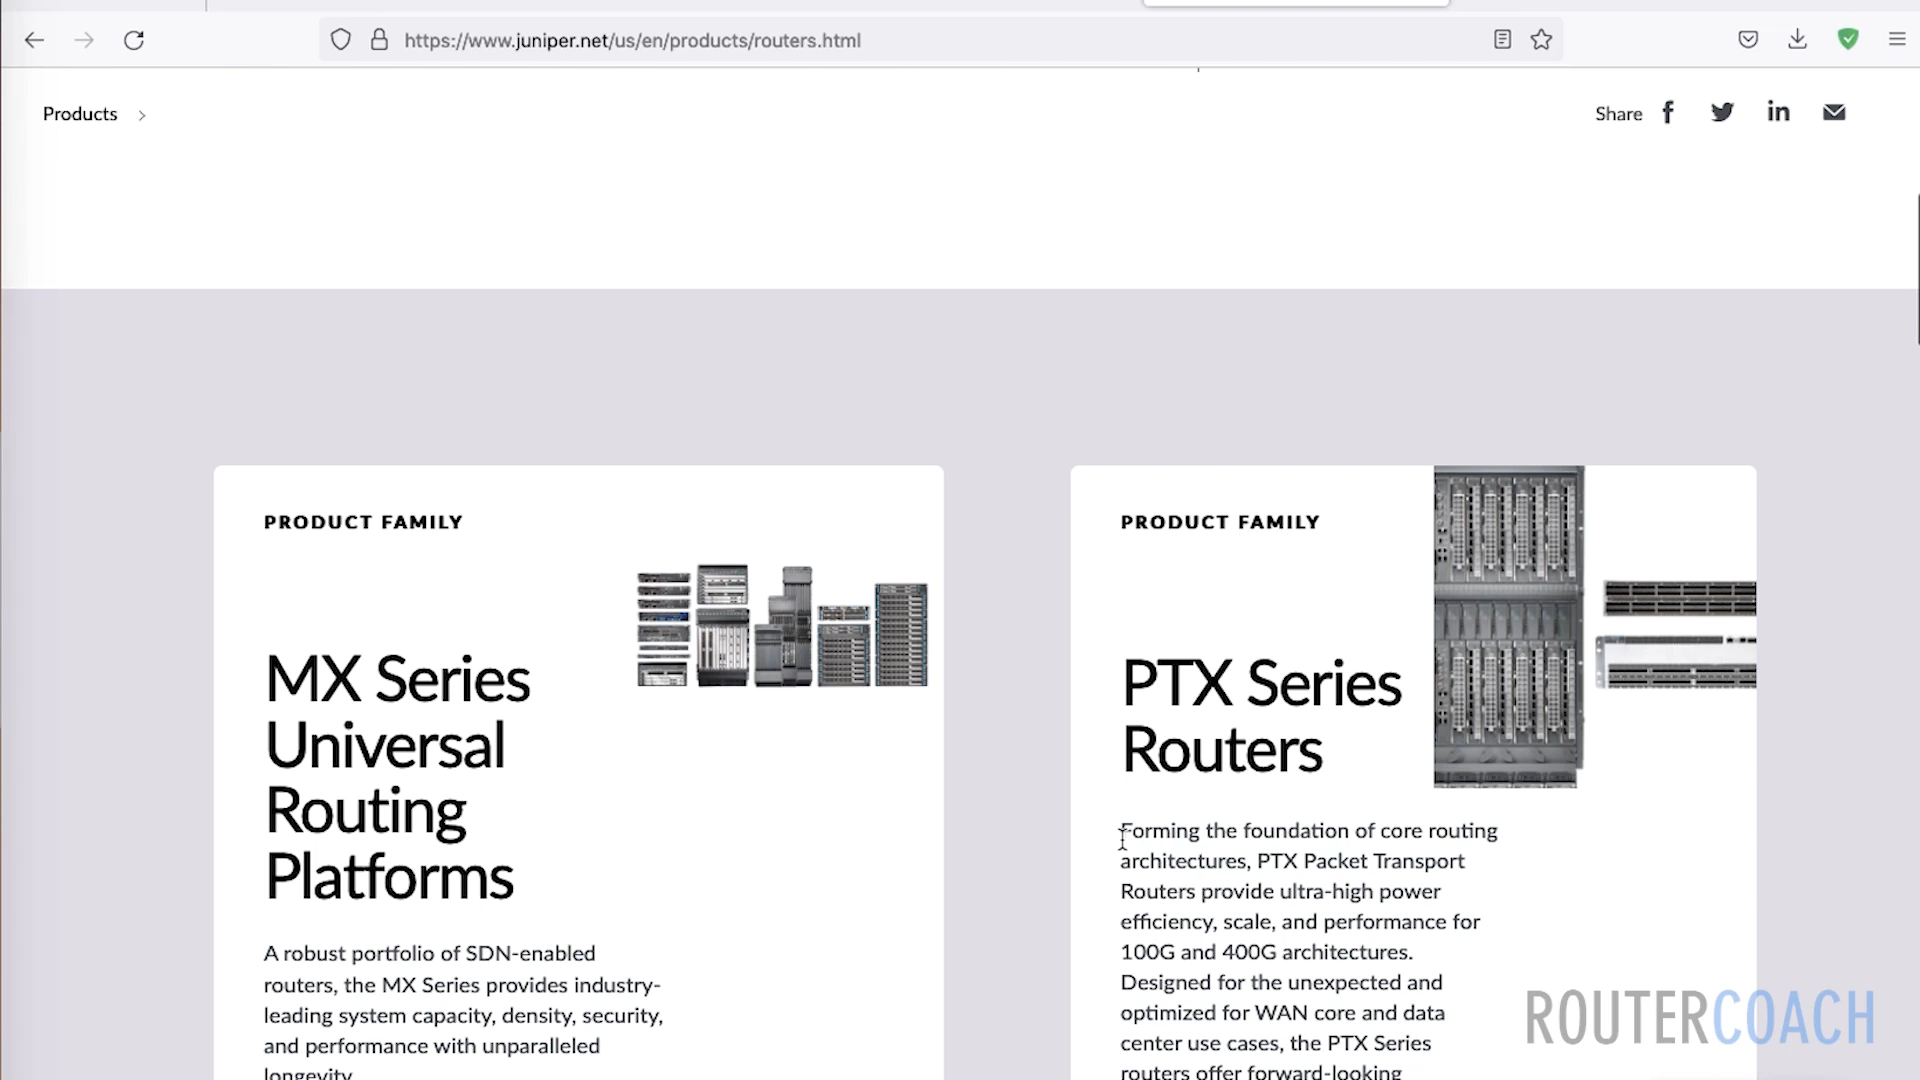 https://www.juniper.net/us/en/products/routers.html
Products
Share
PRODUCT FAMILY
MX Series
Universal
Routing
Platforms
A robust portfolio of SDN-enabled
routers, the MX Series provides industry-
leading system capacity, density, security,
and performance with unparalleled
longevity.
PRODUCT FAMILY
PTX Series
Routers
Forming the foundation of core routing
architectures, PTX Packet Transport
Routers provide ultra-high power
efficiency, scale, and performance for
100G and 400G architectures.
Designed for the unexpected and
optimized for WAN core and data
center use cases, the PTX Series
routers offer forward-looking
ROUTERCOACH